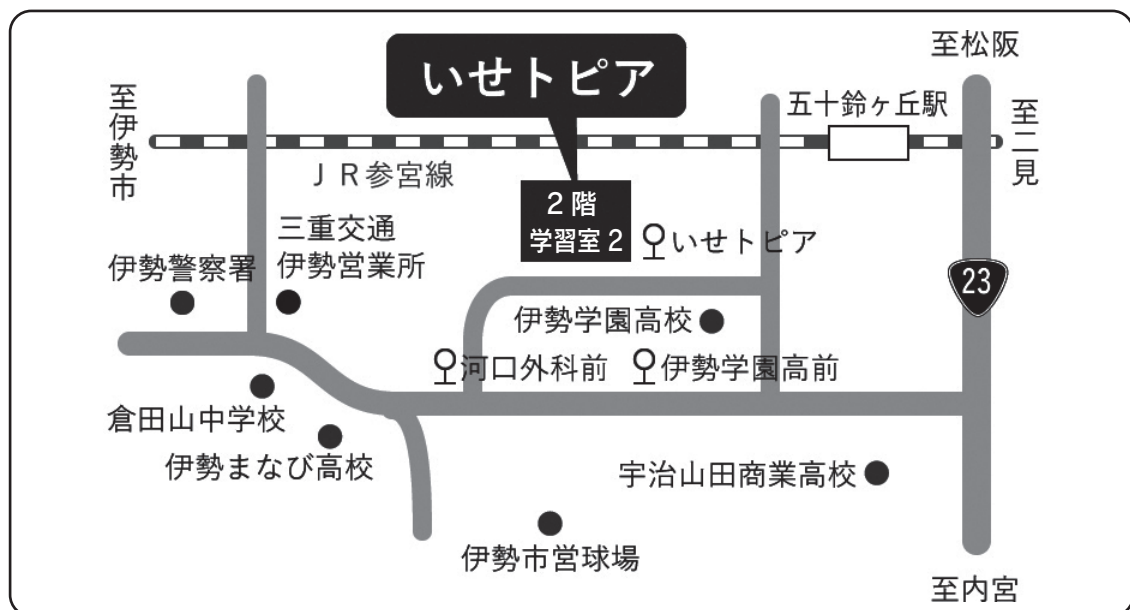 至松阪
いせトピア
五十鈴ヶ丘駅
至伊勢市
至二見
ＪＲ参宮線
2階
学習室2
いせトピア
三重交通
伊勢営業所
伊勢警察署
23
伊勢学園高校
河口外科前
伊勢学園高前
倉田山中学校
伊勢まなび高校
宇治山田商業高校
伊勢市営球場
至内宮